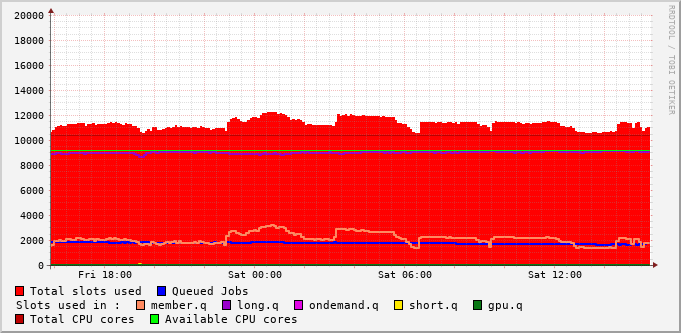 RRDTOOL / TOBI OETIKER
20000
18000
16000
14000
12000
10000
8000
6000
4000
2000
0
Fri 18:00 Sat 00:00 Sat 06:00 Sat 12:00
Total slots used Queued Jobs
Slots used in : member.q long.q ondemand.q short.q gpu.q
Total CPU cores Available CPU cores